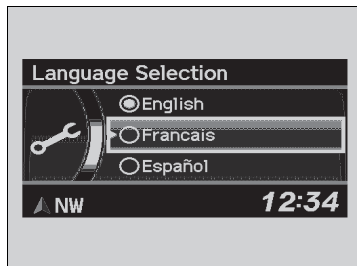 Language Selection
English
Francais
Español
NW
12:34